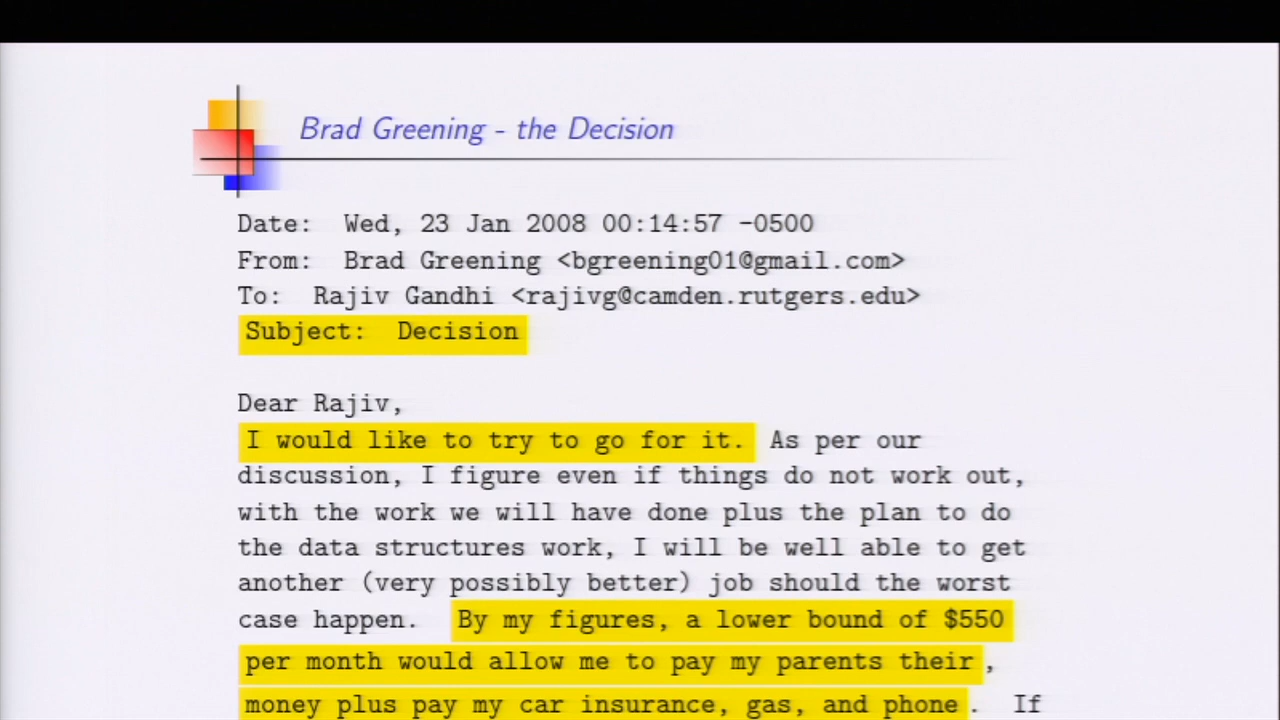 Brad Greening - the Decision
Date: Wed, 23 Jan 2008 00:14:57 -0500
From: Brad Greening <bgreening01@gmail.com>
To: Rajiv Gandhi <rajivg@camden.rutgers.edu>
Subject: Decision
Dear Rajiv,
I would like to try to go for it. As per our
discussion, I figure even if things do not work out,
with the work we will have done plus the plan to do
the data structures work, I will be well able to get
another (very possibly better) job should the worst
case happen. By my figures, a lower bound of $550
per month would allow me to pay my parents their,
money plus pay my car insurance, gas, and phone. If